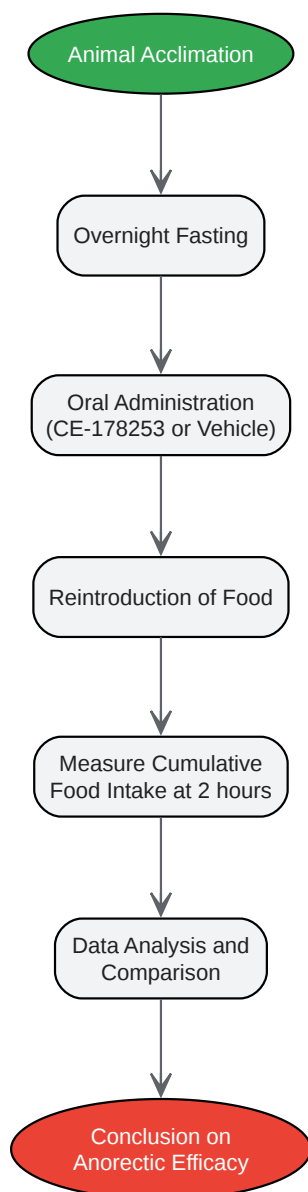 Animal Acclimation
Overnight Fasting
Oral Administration
(CE-178253 or Vehicle)
Reintroduction of Food
Measure Cumulative
Food Intake at 2 hours
Data Analysis and
Comparison
Conclusion on
Anorectic Efficacy